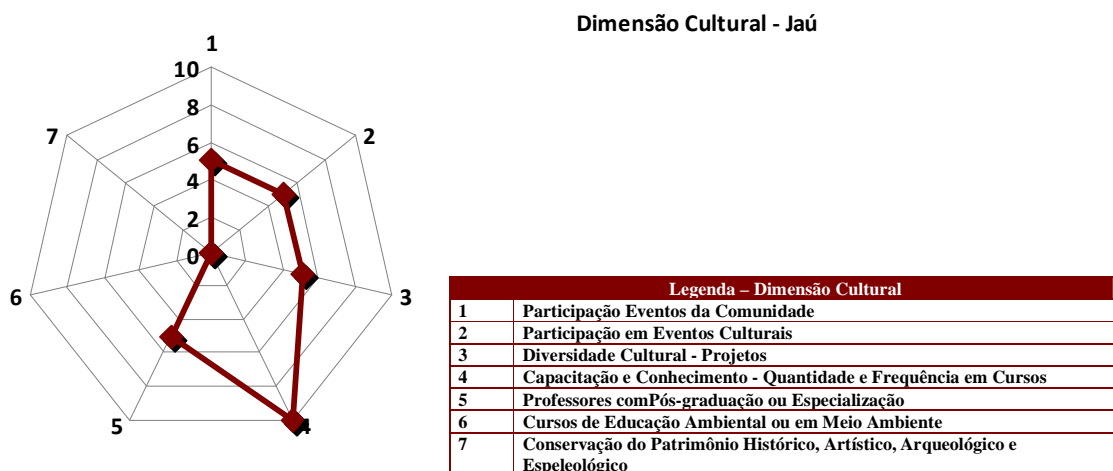 Dimensão Cultural - Jaú
1
10
8
7
2
6
4
2
0
6
3
5
4
Legenda – Dimensão Cultural
1 Participação Eventos da Comunidade
2 Participação em Eventos Culturais
3 Diversidade Cultural - Projetos
4 Capacitação e Conhecimento - Quantidade e Frequência em Cursos
5 Professores comPós-graduação ou Especialização
6 Cursos de Educação Ambiental ou em Meio Ambiente
7 Conservação do Patrimônio Histórico, Artístico, Arqueológico e
Espeleológico